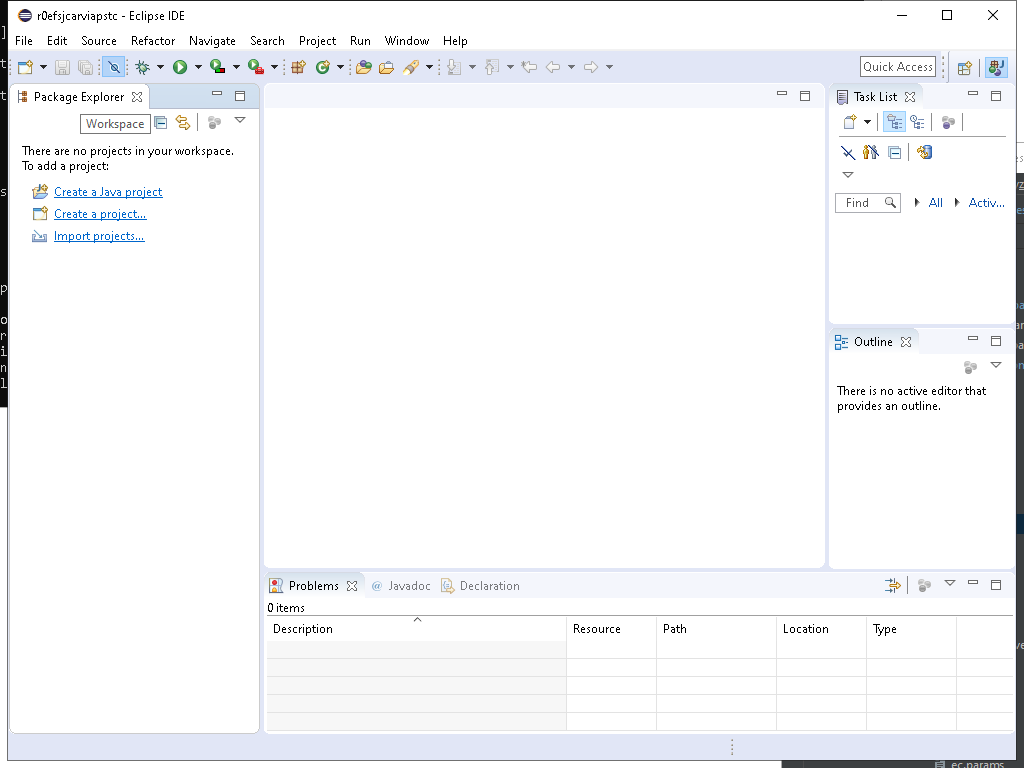 r0efsjcarviapstc - Eclipse IDE
File Edit Source Refactor Navigate Search Project Run Window Help
Quick Access
Package Explorer
Workspace
There are no projects in your workspace.
To add a project:
Create a Java project
Create a project...
Import projects...
Task List
Find
All
Activ...
Outline
There is no active editor that
provides an outline.
Problems @ Javadoc Declaration
0 items
Description Resource Path Location Type
ec.params